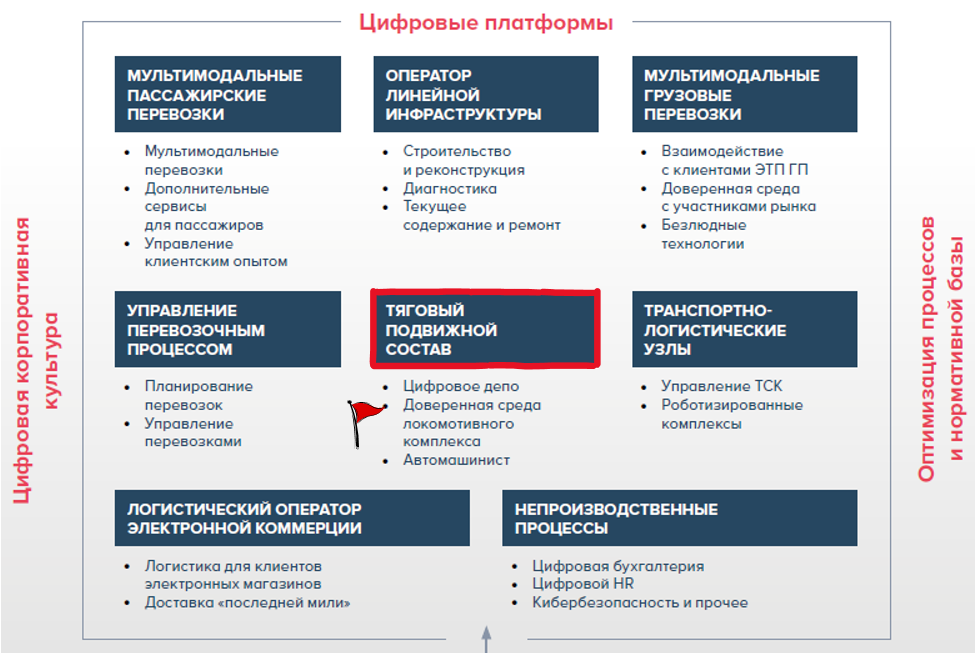 Цифровые платформы
МУЛЬТИМОДАЛЬНЫЕ
ПАССАЖИРСКИЕ
ПЕРЕВОЗКИ
• Мультимодальные
перевозки
• Дополнительные
сервисы
для пассажиров
• Управление
клиентским опытом
ОПЕРАТОР
ЛИНЕЙНОЙ
ИНФРАСТРУКТУРЫ
• Строительство
и реконструкция
• Диагностика
• Текущее
содержание и ремонт
МУЛЬТИМОДАЛЬНЫЕ
ГРУЗОВЫЕ
ПЕРЕВОЗКИ
• Взаимодействие
с клиентами ЭТП ГП
• Доверенная среда
с участниками рынка
• Безлюдные
технологии
УПРАВЛЕНИЕ
ПЕРЕВОЗОЧНЫМ
ПРОЦЕССОМ
• Планирование
перевозок
• Управление
перевозками
ТЯГОВЫЙ
ПОДВИЖНОЙ
СОСТАВ
• Цифровое депо
• Доверенная среда
локомотивного
комплекса
• Автомашинист
ТРАНСПОРТНО-
ЛОГИСТИЧЕСКИЕ
УЗЛЫ
• Управление ТСК
• Роботизированные
комплексы
ЛОГИСТИЧЕСКИЙ ОПЕРАТОР
ЭЛЕКТРОННОЙ КОММЕРЦИИ
• Логистика для клиентов
электронных магазинов
• Доставка «последней мили»
НЕПРОИЗВОДСТВЕННЫЕ
ПРОЦЕССЫ
• Цифровая бухгалтерия
• Цифровой HR
• Кибербезопасность и прочее
Цифровая корпоративная
культура
Оптимизация процессов
и нормативной базы